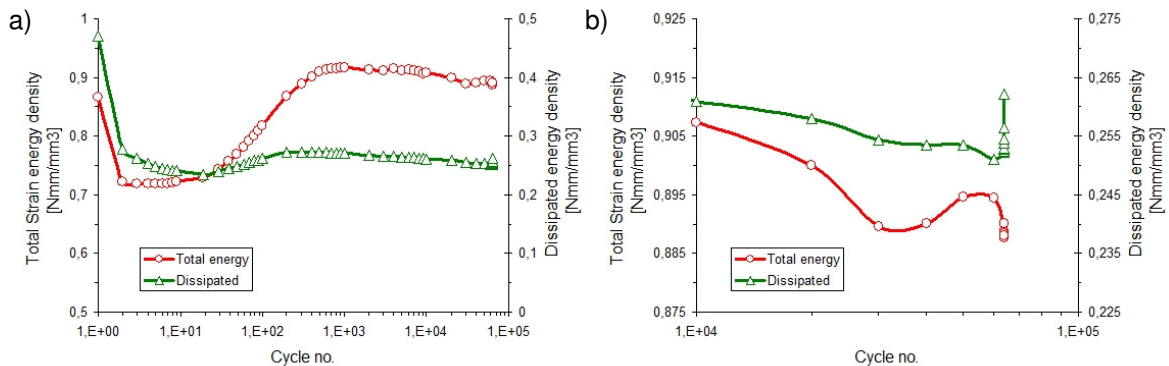 a)
Total Strain energy density
[Nmm/mm3]
1
0,9
0,8
0,7
0,6
0,5
0,5
0,4
0,3
0,2
0,1
0
Dissipated energy density
[Nmm/mm3]
Total energy
Dissipated
1,E+00 1,E+01 1,E+02 1,E+03 1,E+04 1,E+05
Cycle no.
b)
Total Strain energy density
[Nmm/mm3]
0,925
0,915
0,905
0,895
0,885
0,875
0,275
0,265
0,255
0,245
0,235
0,225
Dissipated energy density
[Nmm/mm3]
Total energy
Dissipated
1,E+04 1,E+05
Cycle no.